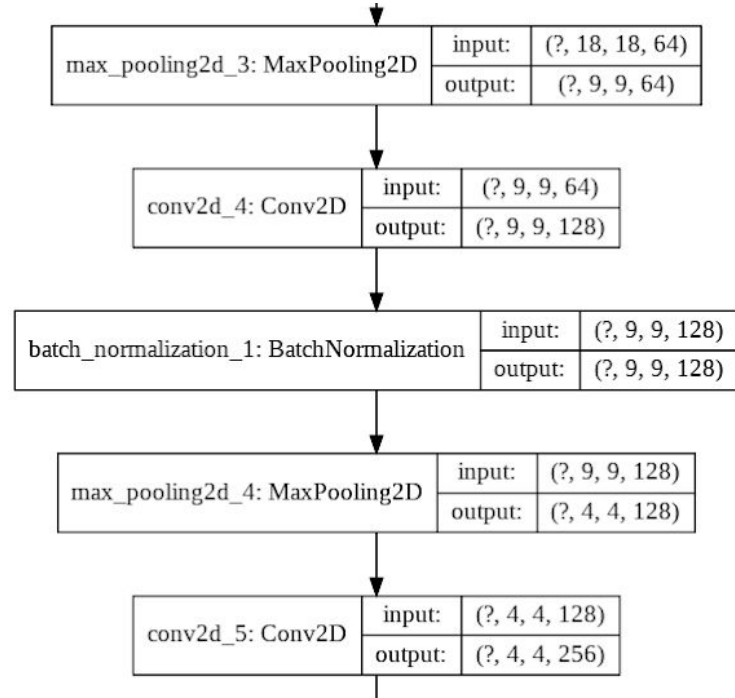 max_pooling2d_3: MaxPooling2D
input: (?, 18, 18, 64)
output: (?, 9, 9, 64)
conv2d_4: Conv2D
input: (?, 9, 9, 64)
output: (?, 9, 9, 128)
batch_normalization_1: BatchNormalization
input: (?, 9, 9, 128)
output: (?, 9, 9, 128)
max_pooling2d_4: MaxPooling2D
input: (?, 9, 9, 128)
output: (?, 4, 4, 128)
conv2d_5: Conv2D
input: (?, 4, 4, 128)
output: (?, 4, 4, 256)